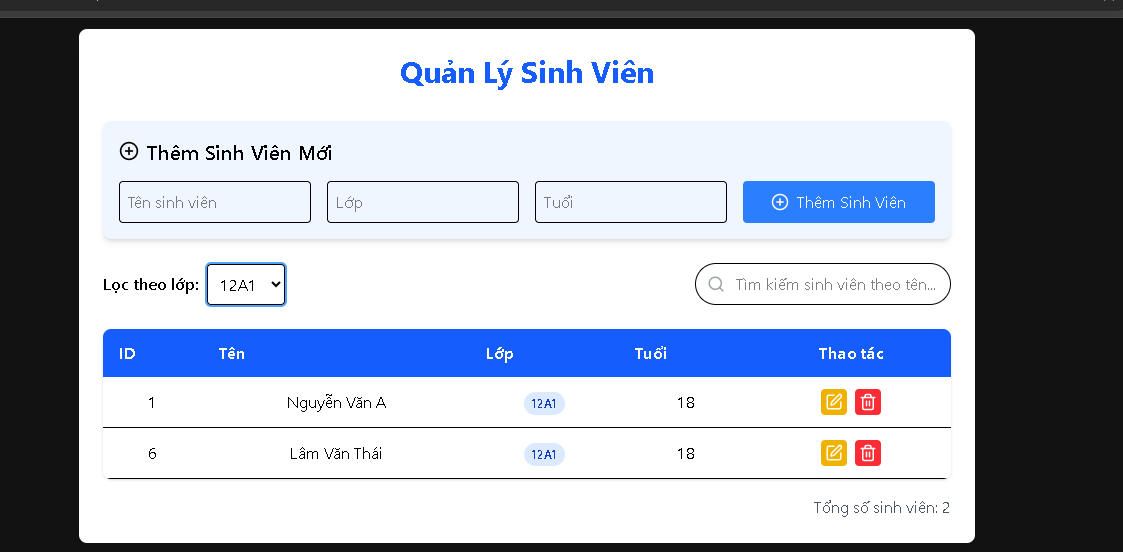 Quản Lý Sinh Viên
Thêm Sinh Viên Mới
Tên sinh viên Lớp Tuổi Thêm Sinh Viên
Lọc theo lớp: 12A1 Tìm kiếm sinh viên theo tên...
ID Tên Lớp Tuổi Thao tác
1 Nguyễn Văn A 12A1 18
6 Lâm Văn Thái 12A1 18
Tổng số sinh viên: 2